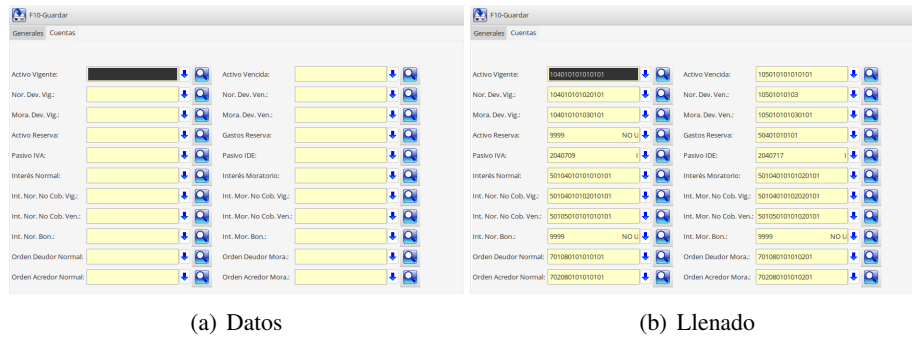 F10-Guardar
Generales Cuentas
Activo Vigente: Activo Vencida:
Nor. Dev. Vig.: Nor. Dev. Ven.:
Mora. Dev. Vig.: Mora. Dev. Ven.:
Activo Reserva: Gastos Reserva:
Pasivo IVA: Pasivo IDE:
Interés Normal: Interés Moratorio:
Int. Nor. No Cob. Vig.: Int. Mor. No Cob. Vig.:
Int. Nor. No Cob. Ven.: Int. Mor. No Cob. Ven.:
Int. Nor. Bon.: Int. Mor. Bon.:
Orden Deudor Normal: Orden Deudor Mora.:
Orden Acredor Normal: Orden Acredor Mora.:
(a) Datos
F10-Guardar
Generales Cuentas
Activo Vigente: 104010101010101 Activo Vencida: 105010101010101
Nor. Dev. Vig.: 104010101020101 Nor. Dev. Ven.: 10501010103
Mora. Dev. Vig.: 104010101030101 Mora. Dev. Ven.: 105010101030101
Activo Reserva: 9999 NO U Gastos Reserva: 50401010101
Pasivo IVA: 2040709 I Pasivo IDE: 2040717 I
Interés Normal: 50104010101010101 Interés Moratorio: 50104010101020101
Int. Nor. No Cob. Vig.: 50104010102010101 Int. Mor. No Cob. Vig.: 50104010102020101
Int. Nor. No Cob. Ven.: 50105010101010101 Int. Mor. No Cob. Ven.: 50105010101020101
Int. Nor. Bon.: 9999 NO U Int. Mor. Bon.: 9999 NO U
Orden Deudor Normal: 701080101010101 Orden Deudor Mora.: 701080101010201
Orden Acredor Normal: 702080101010101 Orden Acredor Mora.: 702080101010201
(b) Llenado